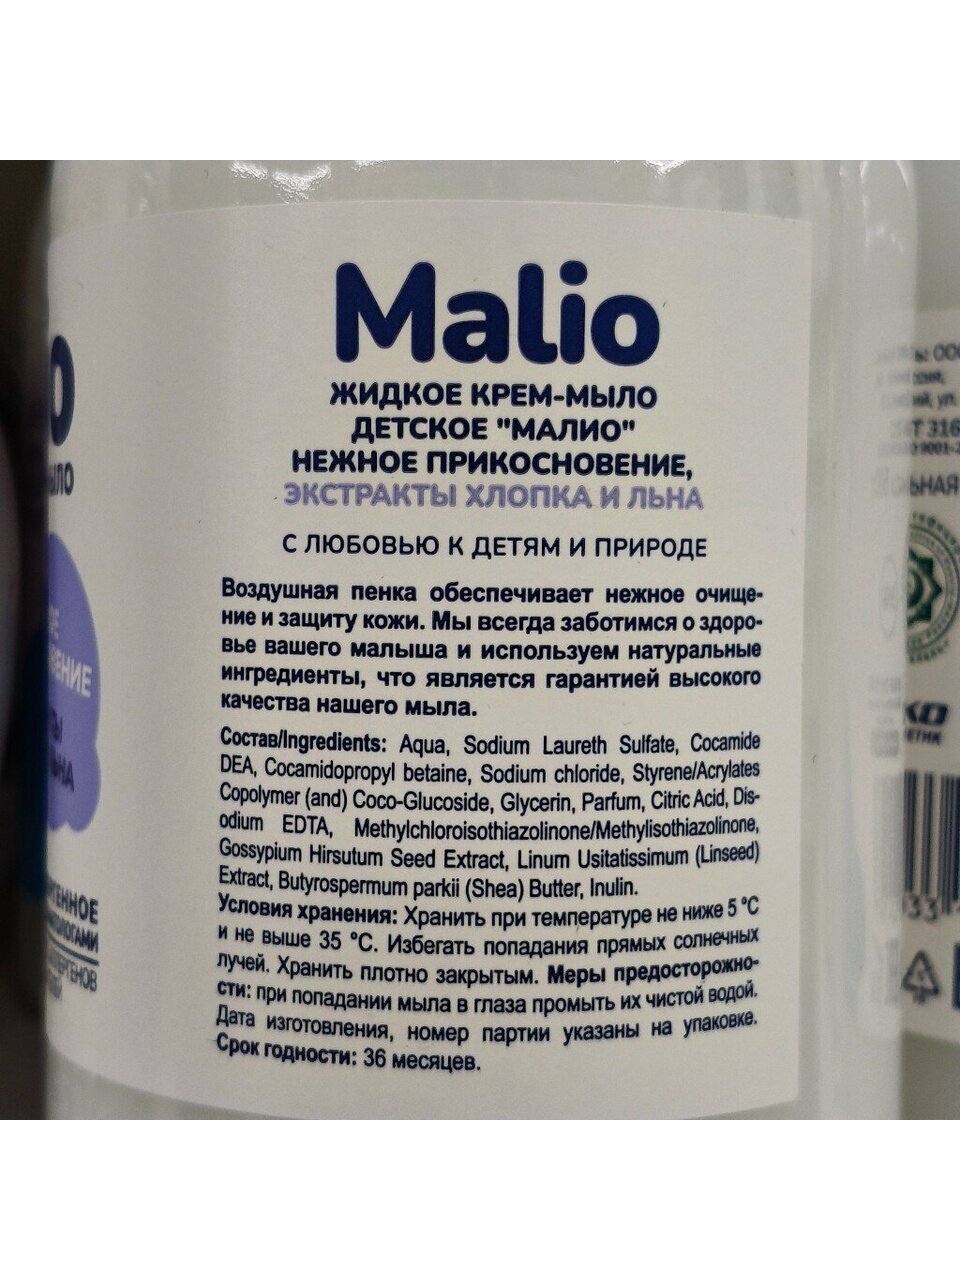 Malio
ЖИДКОЕ КРЕМ-МЫЛО
ДЕТСКОЕ "МАЛИО"
НЕЖНОЕ ПРИКОСНОВЕНИЕ,
ЭКСТРАКТЫ ХЛОПКА И ЛЬНА
С ЛЮБОВЬЮ К ДЕТЯМ И ПРИРОДЕ
Воздушная пенка обеспечивает нежное очище-
ние и защиту кожи. Мы всегда заботимся о здоро-
вье вашего малыша и используем натуральные
ингредиенты, что является гарантией высокого
качества нашего мыла.
Состав/Ingredients: Aqua, Sodium Laureth Sulfate, Cocamide
DEA, Cocamidopropyl betaine, Sodium chloride, Styrene/Acrylates
Copolymer (and) Coco-Glucoside, Glycerin, Parfum, Citric Acid, Dis-
odium EDTA, Methylchloroisothiazolinone/Methylisothiazolinone,
Gossypium Hirsutum Seed Extract, Linum Usitatissimum (Linseed)
Extract, Butyrospermum parkii (Shea) Butter, Inulin.
Условия хранения: Хранить при температуре не ниже 5 °C
и не выше 35 °C. Избегать попадания прямых солнечных
лучей. Хранить плотно закрытым. Меры предосторожно-
сти: при попадании мыла в глаза промыть их чистой водой.
Дата изготовления, номер партии указаны на упаковке.
Срок годности: 36 месяцев.